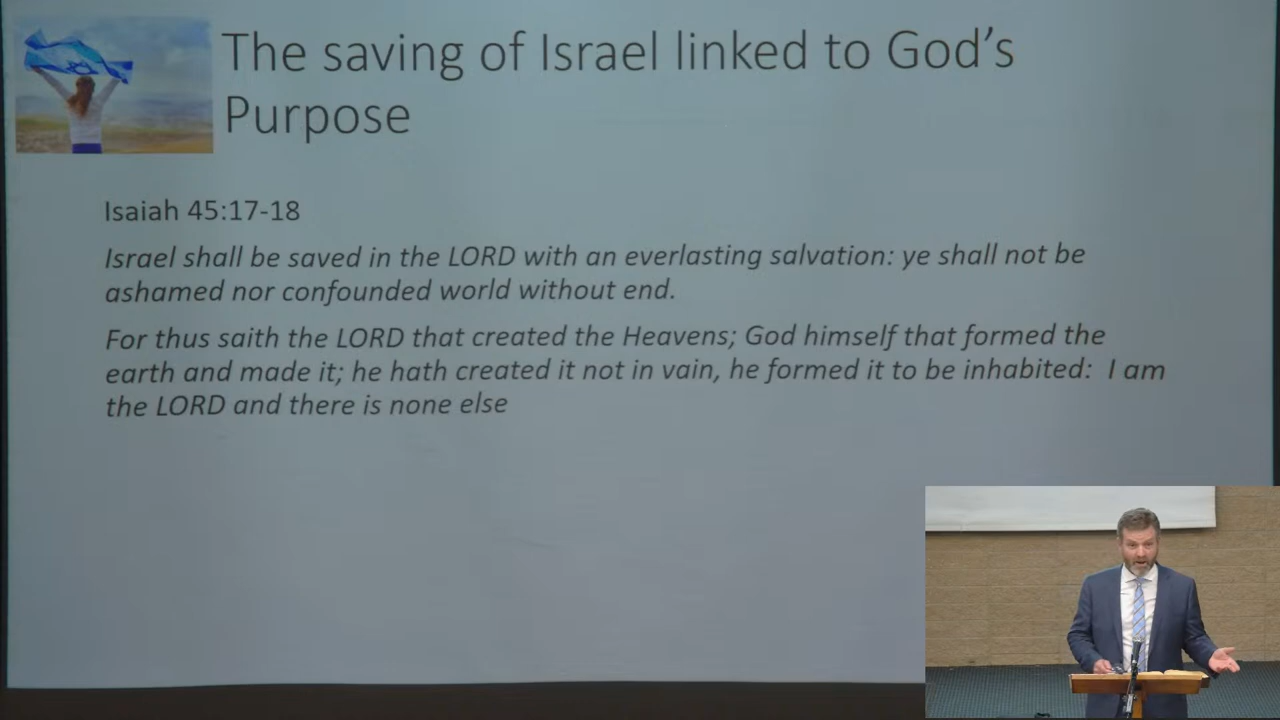 The saving of Israel linked to God's
Purpose
Isaiah 45:17-18
Israel shall be saved in the LORD with an everlasting salvation: ye shall not be
ashamed nor confounded world without end.
For thus saith the LORD that created the Heavens; God himself that formed the
earth and made it; he hath created it not in vain, he formed it to be inhabited: I am
the LORD and there is none else